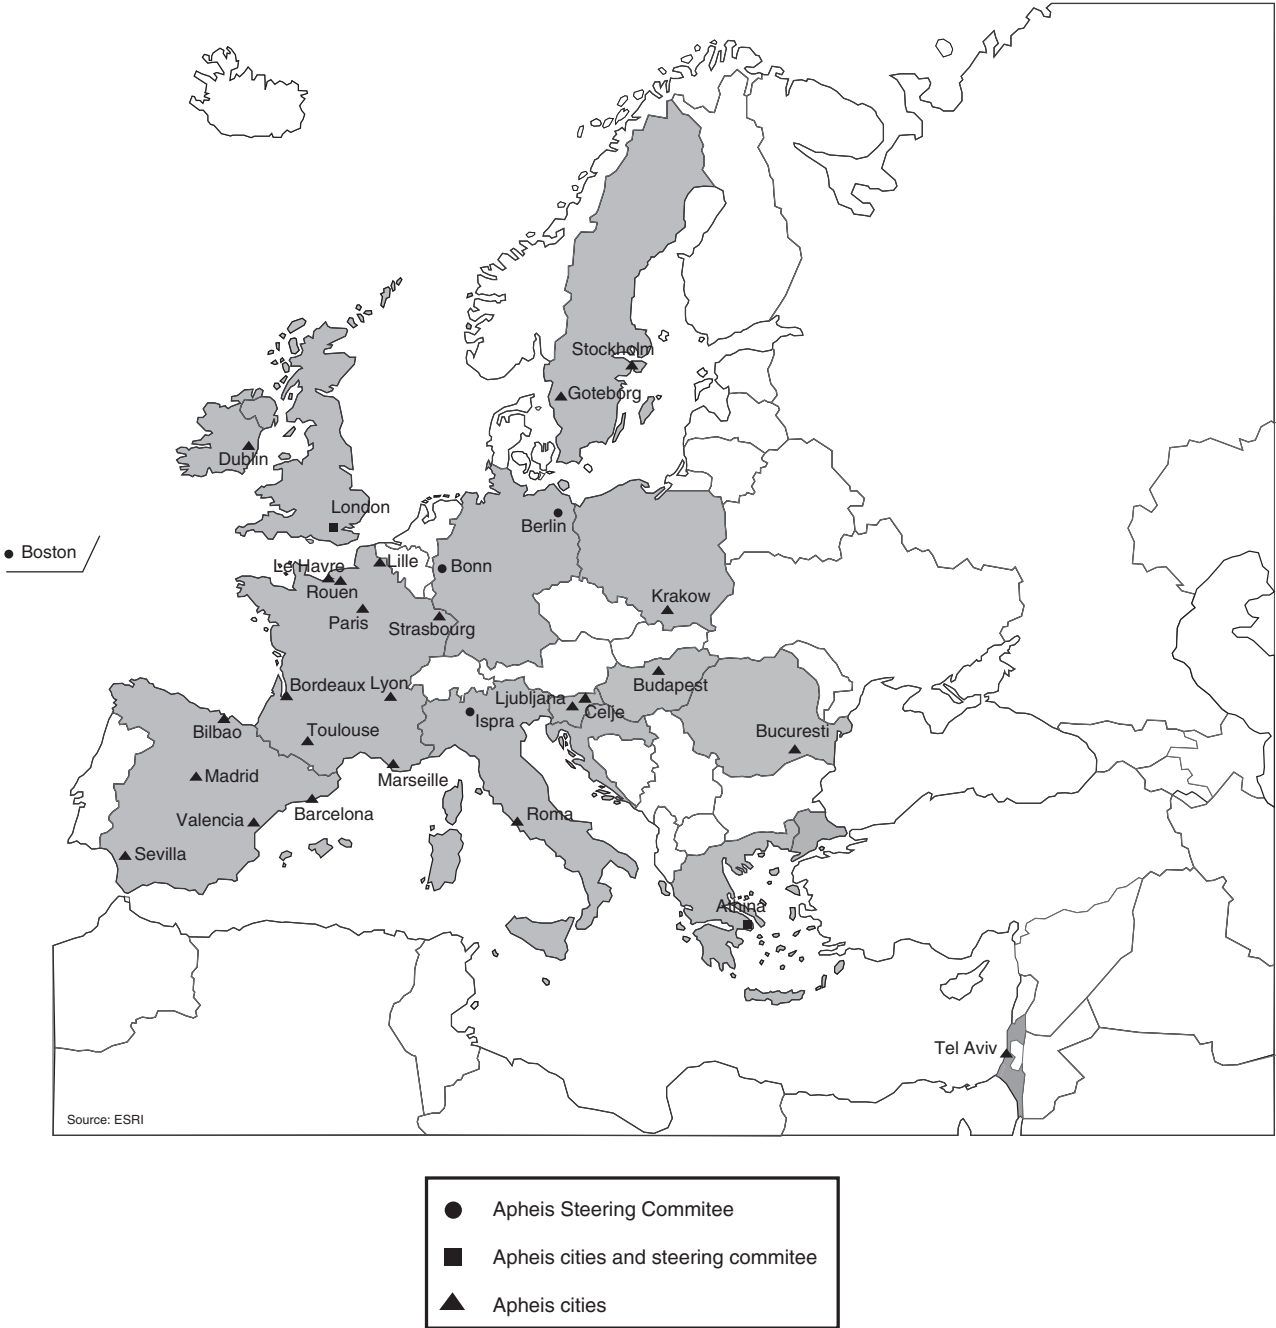 Stockholm
Goteborg
Dublin
London
Berlin
Boston
Le Havre
Lille
Bonn
Rouen
Krakow
Paris
Strasbourg
Bordeaux
Lyon
Ljubljana
Budapest
Celje
Ispra
Bilbao
Toulouse
Bucuresti
Madrid
Marseille
Barcelona
Roma
Valencia
Sevilla
Athina
Tel Aviv
Source: ESRI
Apheis Steering Commitee
Apheis cities and steering commitee
Apheis cities